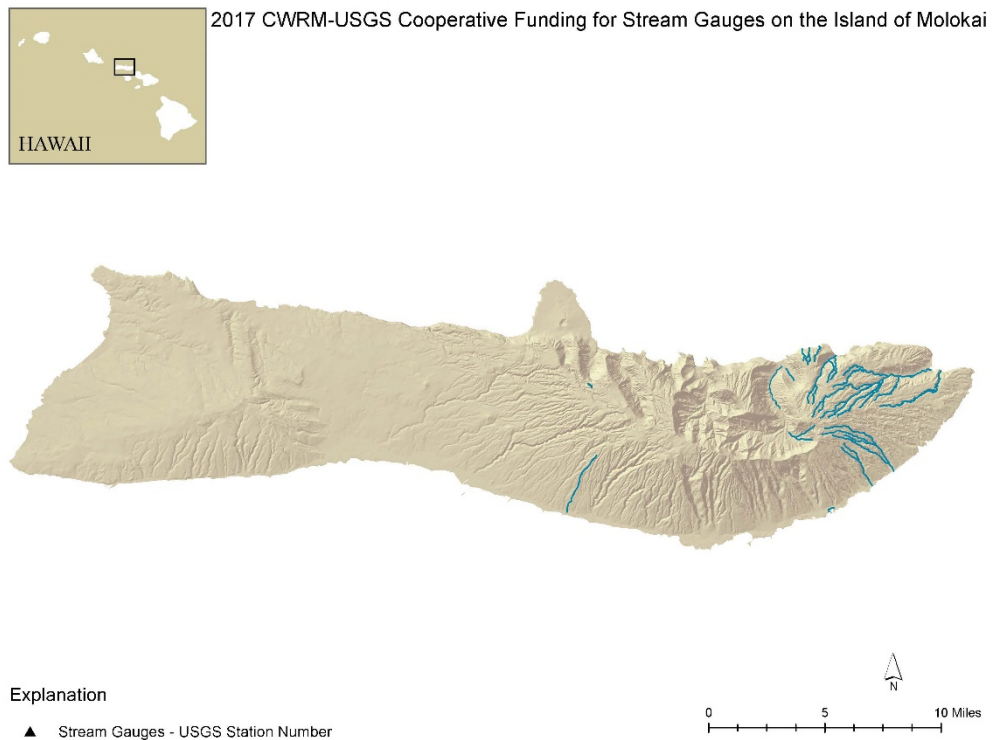 2017 CWRM-USGS Cooperative Funding for Stream Gauges on the Island of Molokai
HAWAII
N
Explanation
Stream Gauges - USGS Station Number
0 5 10 Miles